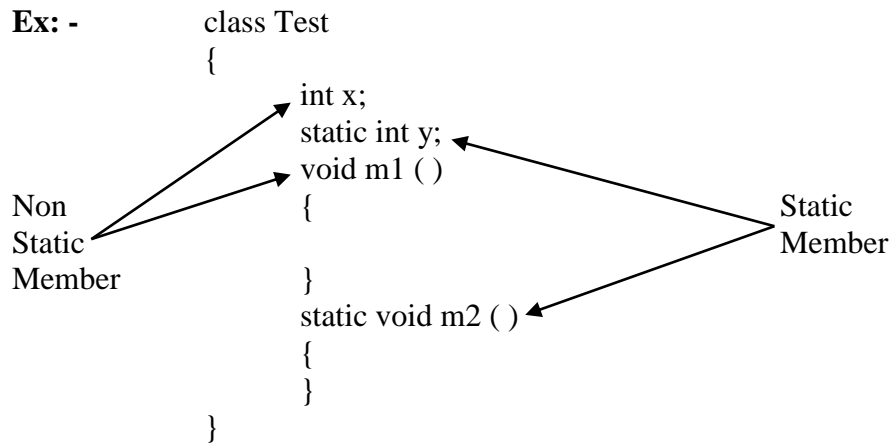 Ex: - class Test
{
int x;
static int y;
void m1 ( )
Non { Static
Static Member
Member }
static void m2 ( )
{
}
}